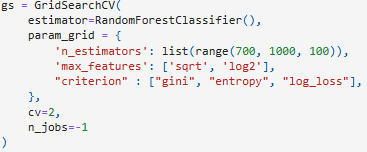 gs = GridSearchCV(
    estimator=RandomForestClassifier(),
    param_grid = {
        'n_estimators': list(range(700, 1000, 100)),
        'max_features': ['sqrt', 'log2'],
        "criterion" : ["gini", "entropy", "log_loss"],
    },
    cv=2,
    n_jobs=-1
)